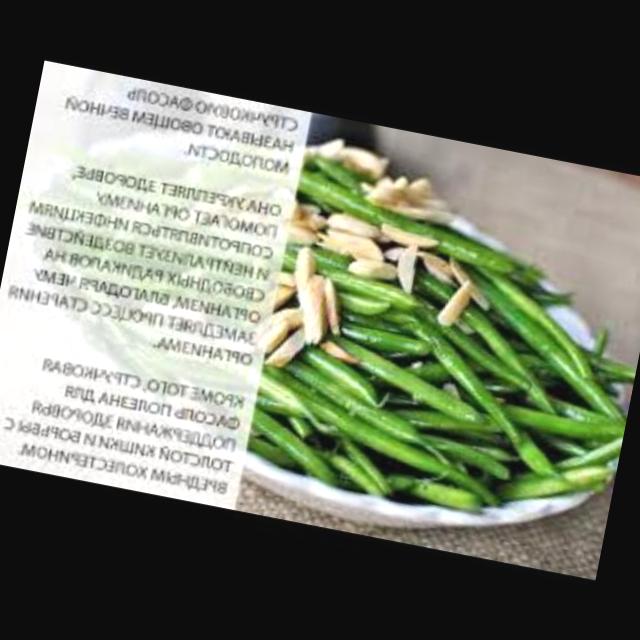 СТРУЧКОВУЮ ФАСОЛЬ
НАЗЫВАЮТ ОВОЩЕМ ВЕЧНОЙ
МОЛОДОСТИ.
ОНА УКРЕПЛЯЕТ ЗДОРОВЬЕ,
ПОМОГАЕТ ОРГАНИЗМУ
СОПРОТИВЛЯТЬСЯ ИНФЕКЦИЯМ
И НЕЙТРАЛИЗУЕТ ВОЗДЕЙСТВИЕ
СВОБОДНЫХ РАДИКАЛОВ НА
ОРГАНИЗМ, БЛАГОДАРЯ ЧЕМУ
ЗАМЕДЛЯЕТ ПРОЦЕСС СТАРЕНИЯ
ОРГАНИЗМА.
КРОМЕ ТОГО, СТРУЧКОВАЯ
ФАСОЛЬ ПОЛЕЗНА ДЛЯ
ПОДДЕРЖАНИЯ ЗДОРОВЬЯ
ТОЛСТОЙ КИШКИ И БОРЬБЫ С
ВРЕДНЫМ ХОЛЕСТЕРИНОМ.